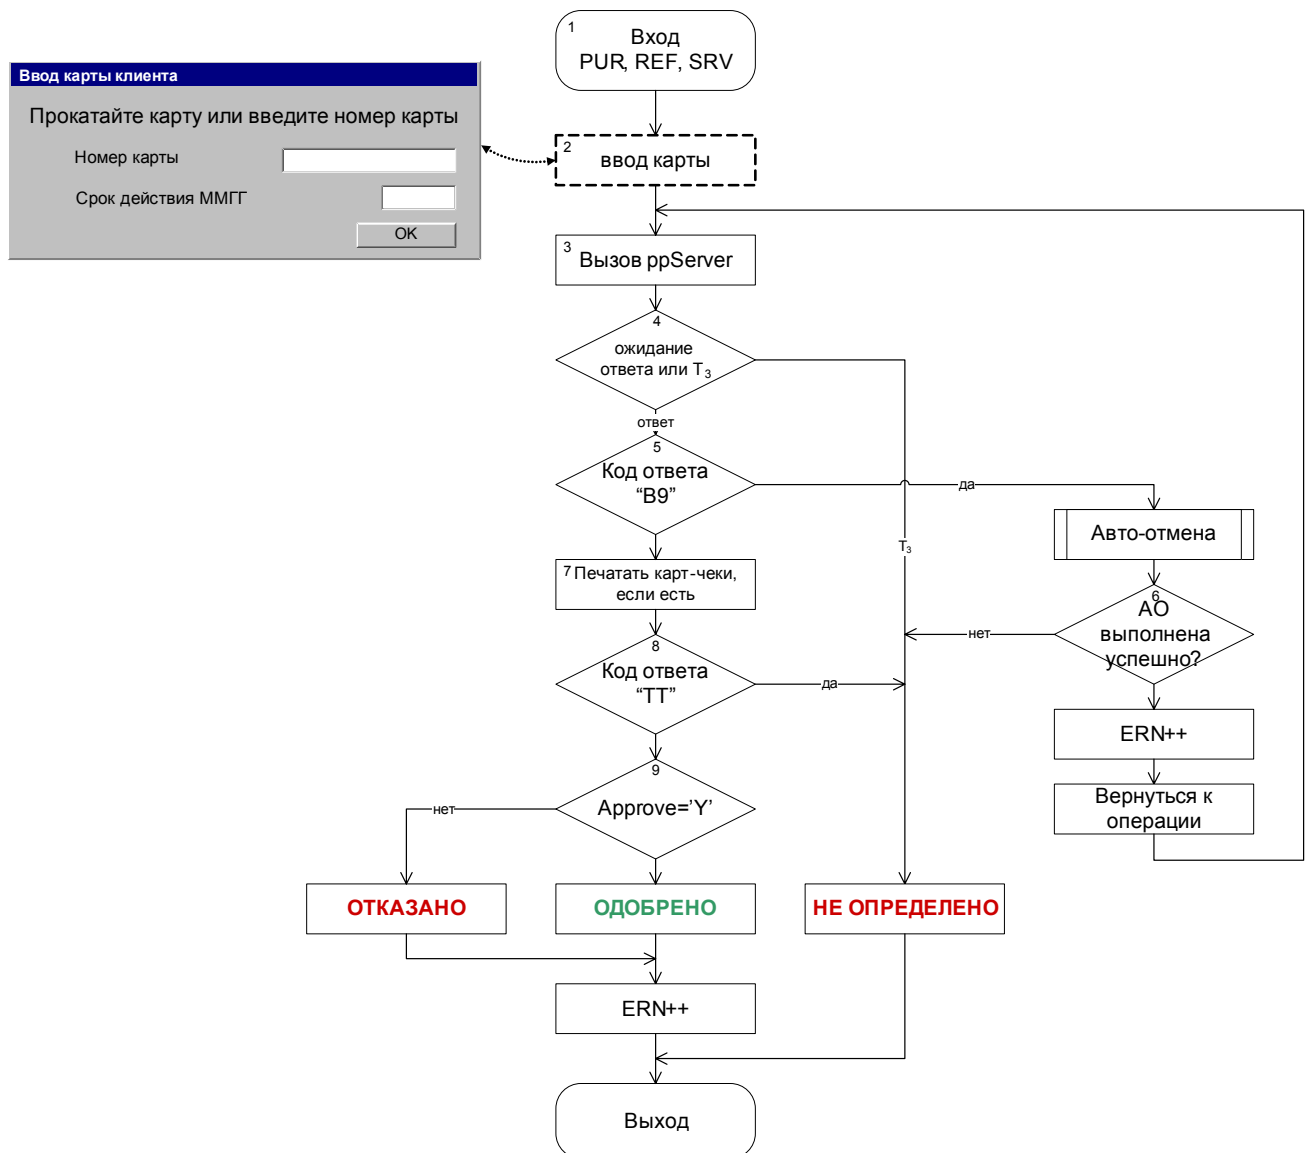 1
Вход
PUR, REF, SRV
Ввод карты клиента
Прокатайте карту или введите номер карты
Номер карты
Срок действия ММГГ
OK
2
ввод карты
3
Вызов ppServer
4
ожидание
ответа или T3
ответ
5
Код ответа
“B9”
да
Авто-отмена
T3
7
Печатать карт-чеки,
если есть
6
АО
выполнена
успешно?
нет
8
Код ответа
“TT”
да
ERN++
9
Approve=’Y’
нет
Вернуться к
операции
ОТКАЗАНО
ОДОБРЕНО
НЕ ОПРЕДЕЛЕНО
ERN++
Выход